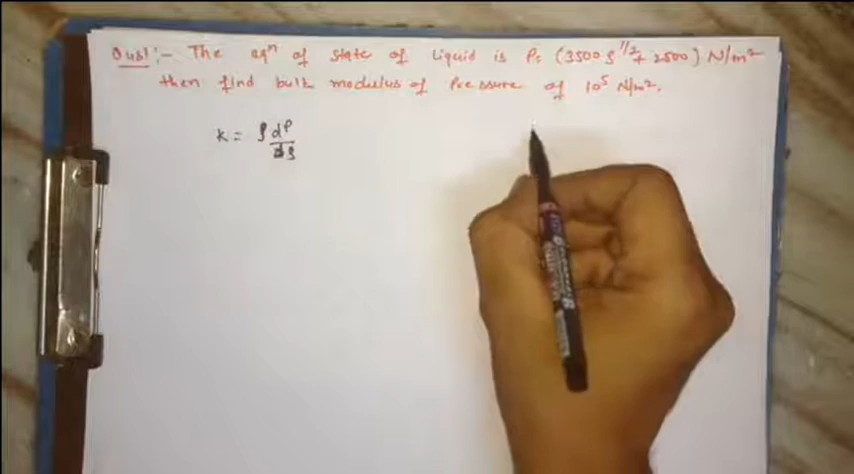 Qus1:- The eqⁿ of state of Liquid is P= (3500 ρ^1/2 + 2500) N/m²
then find bulk modulus of Pressure of 10⁵ N/m².
K = ρ dP/dρ